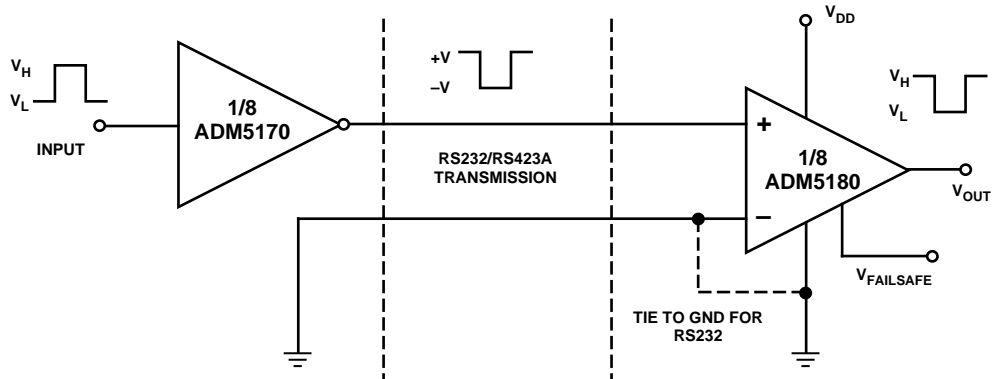 V_H
V_L
INPUT
1/8
ADM5170
+V
–V
RS232/RS423A
TRANSMISSION
V_DD
V_H
V_L
+
1/8
ADM5180
–
V_OUT
V_FAILSAFE
TIE TO GND FOR
RS232